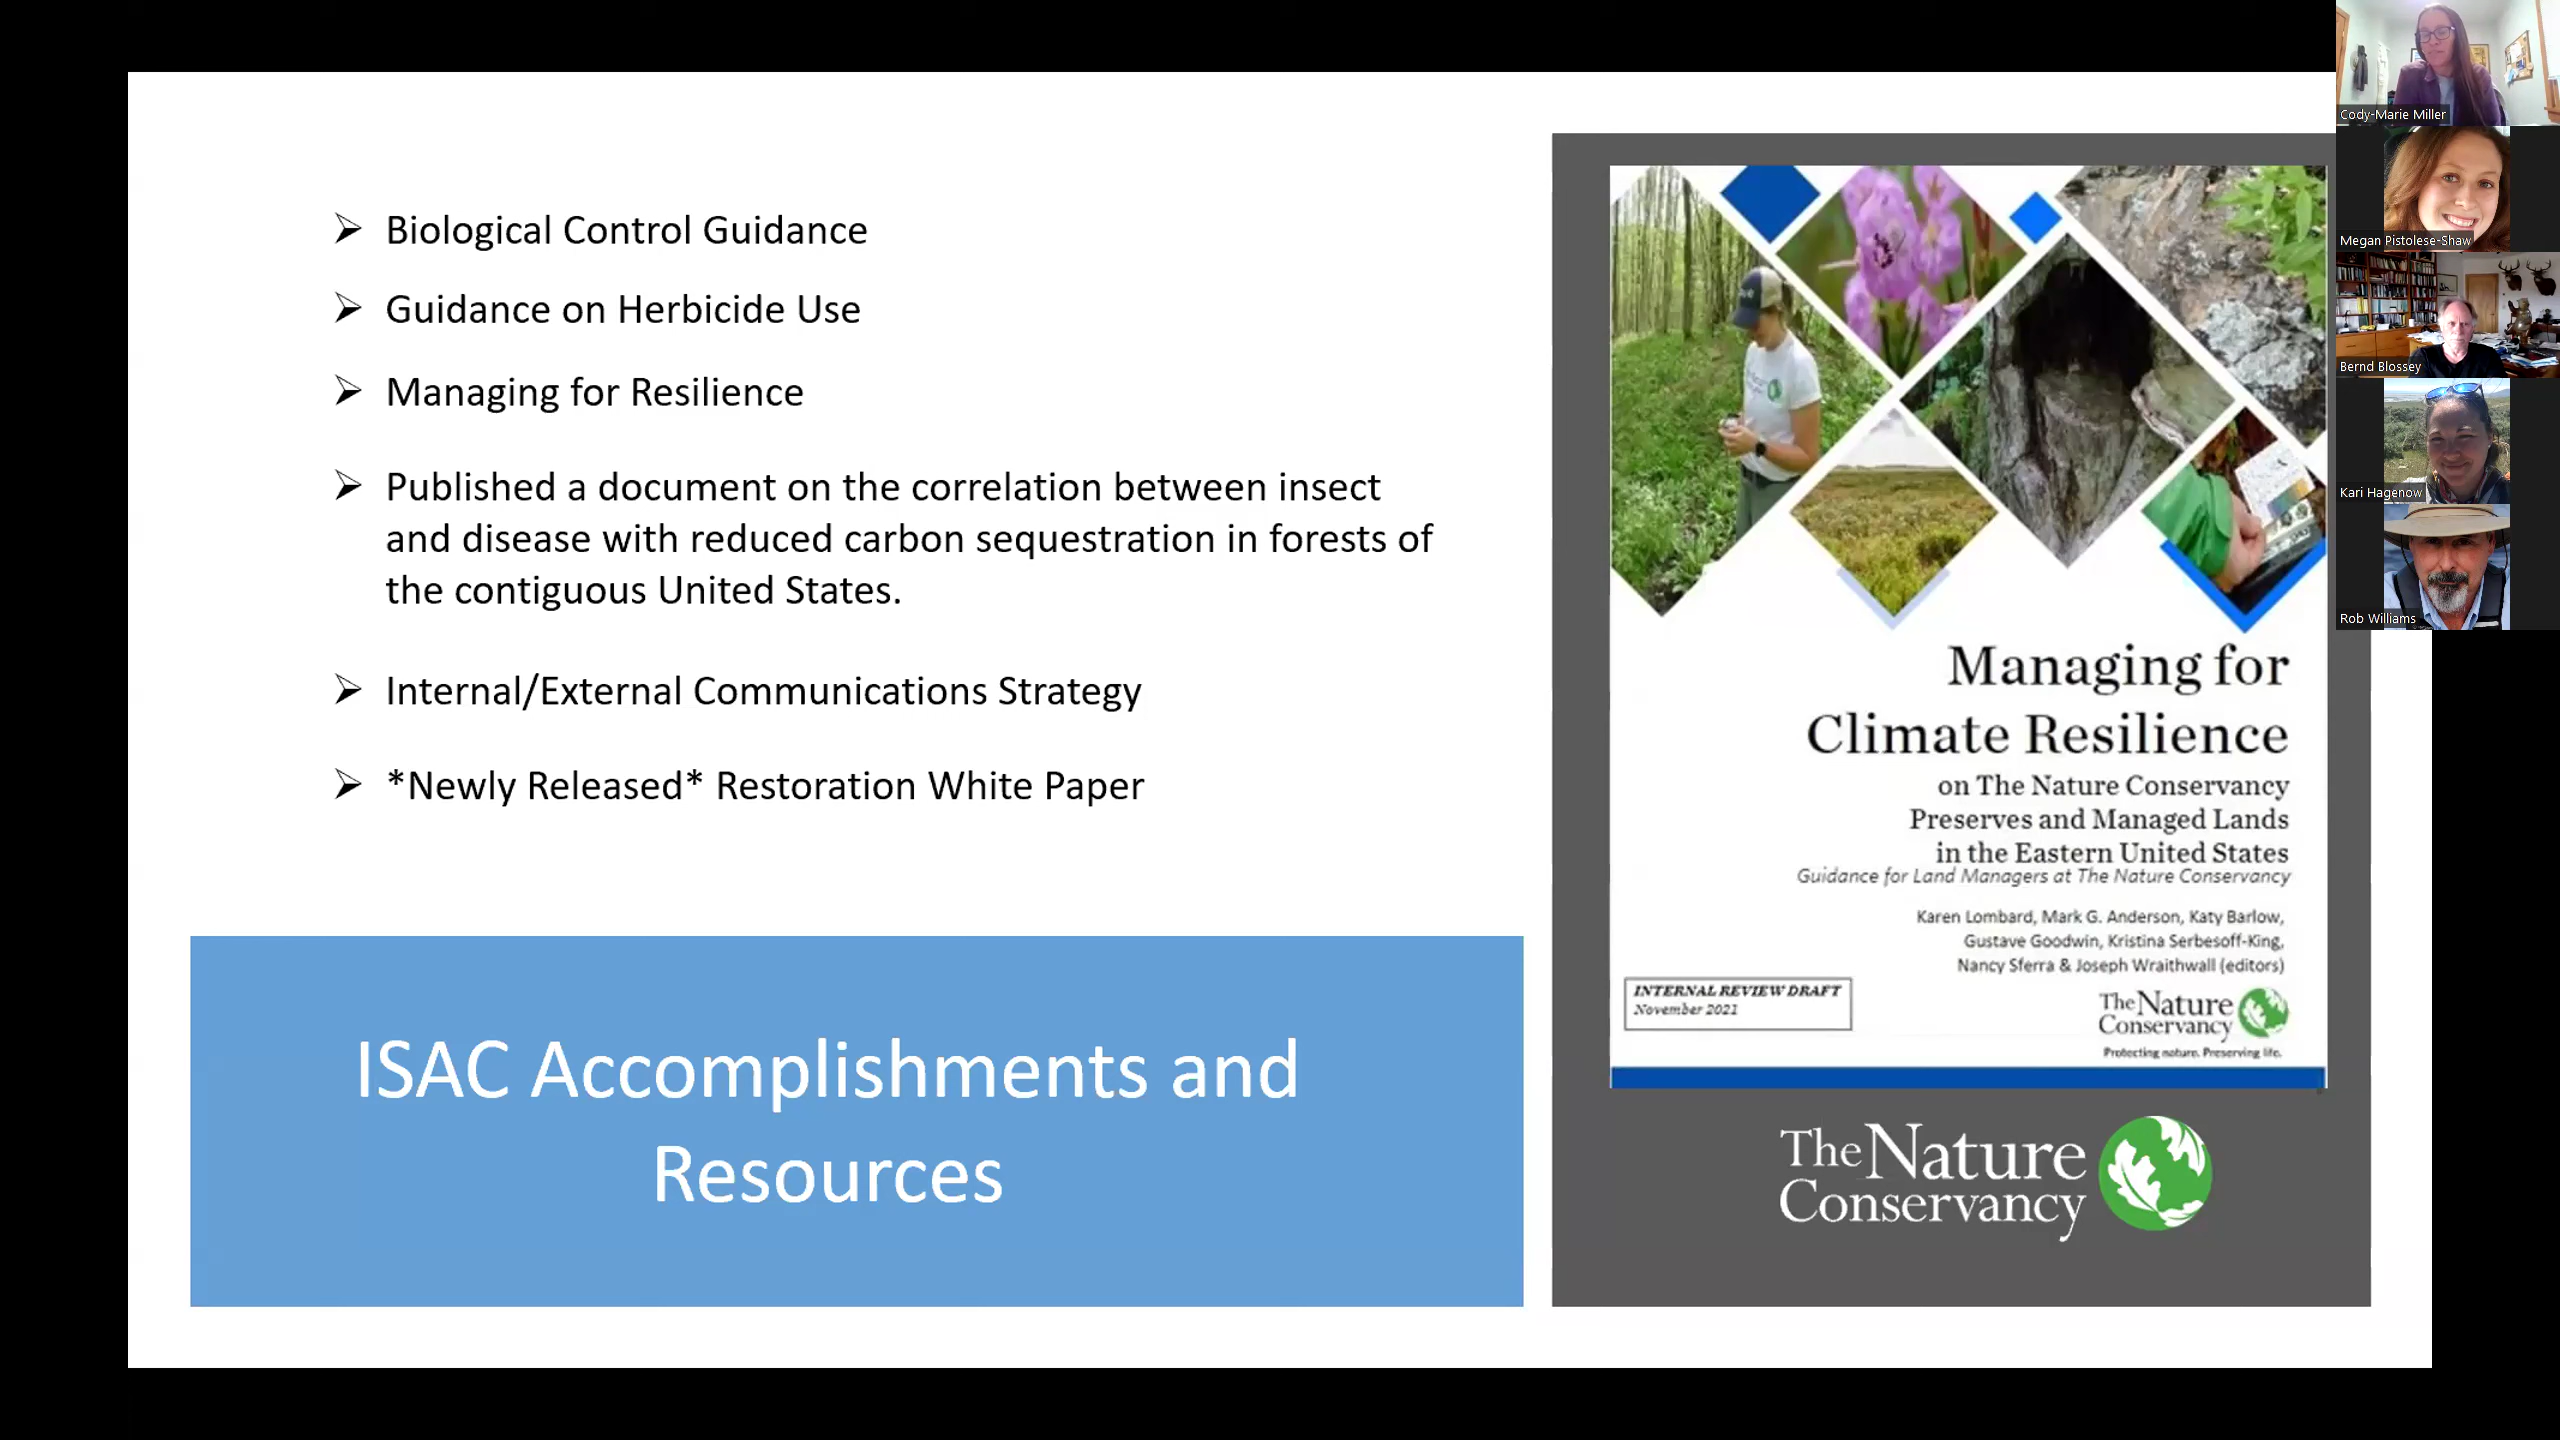 Biological Control Guidance
Guidance on Herbicide Use
Managing for Resilience
Published a document on the correlation between insect
and disease with reduced carbon sequestration in forests of
the contiguous United States.
Internal/External Communications Strategy
*Newly Released* Restoration White Paper
ISAC Accomplishments and
Resources
Managing for
Climate Resilience
on The Nature Conservancy
Preserves and Managed Lands
in the Eastern United States
Guidance for Land Managers at The Nature Conservancy
Karen Lombard, Mark G. Anderson, Katy Barlow,
Gustave Goodwin, Kristina Serbesoff-King,
Nancy Sferra & Joseph Wraithwall (editors)
INTERNAL REVIEW DRAFT
November 2021
The Nature
Conservancy
Protecting nature. Preserving life.
The Nature
Conservancy
Cody-Marie Miller
Megan Pistolese-Shaw
Bernd Blossey
Kari Hagenow
Rob Williams